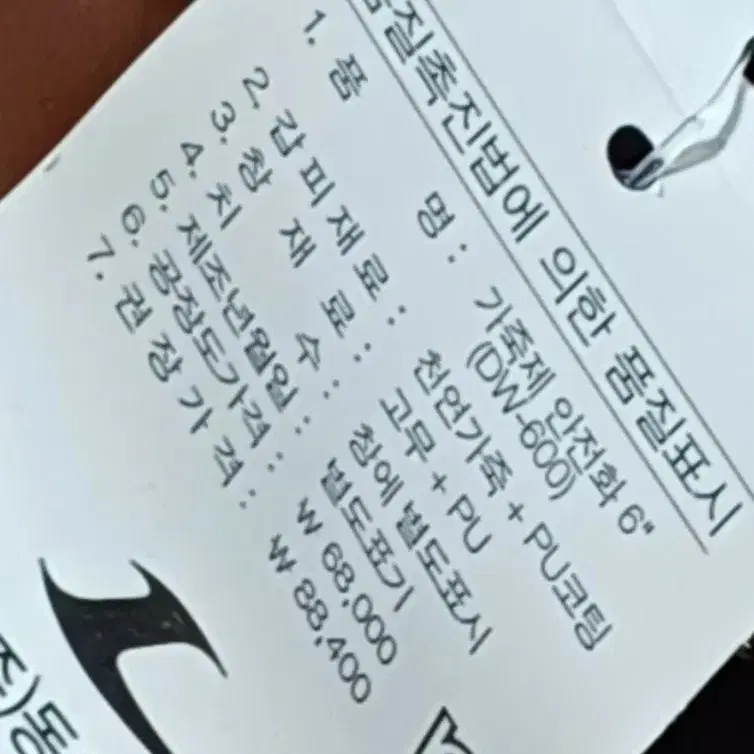 품질촉진법에 의한 품질표시
1. 품 명 : 가죽제 안전화 6"
(DW-600)
2. 갑피재료 : 천연가죽 + PU코팅
3. 창 재 료 : 고무 + PU
4. 치 수 : 창에 별도표시
5. 제조년월일 : 별도표기
6. 공장도가격 : ₩ 68,000
7. 권 장 가 격 : ₩ 88,400
)동